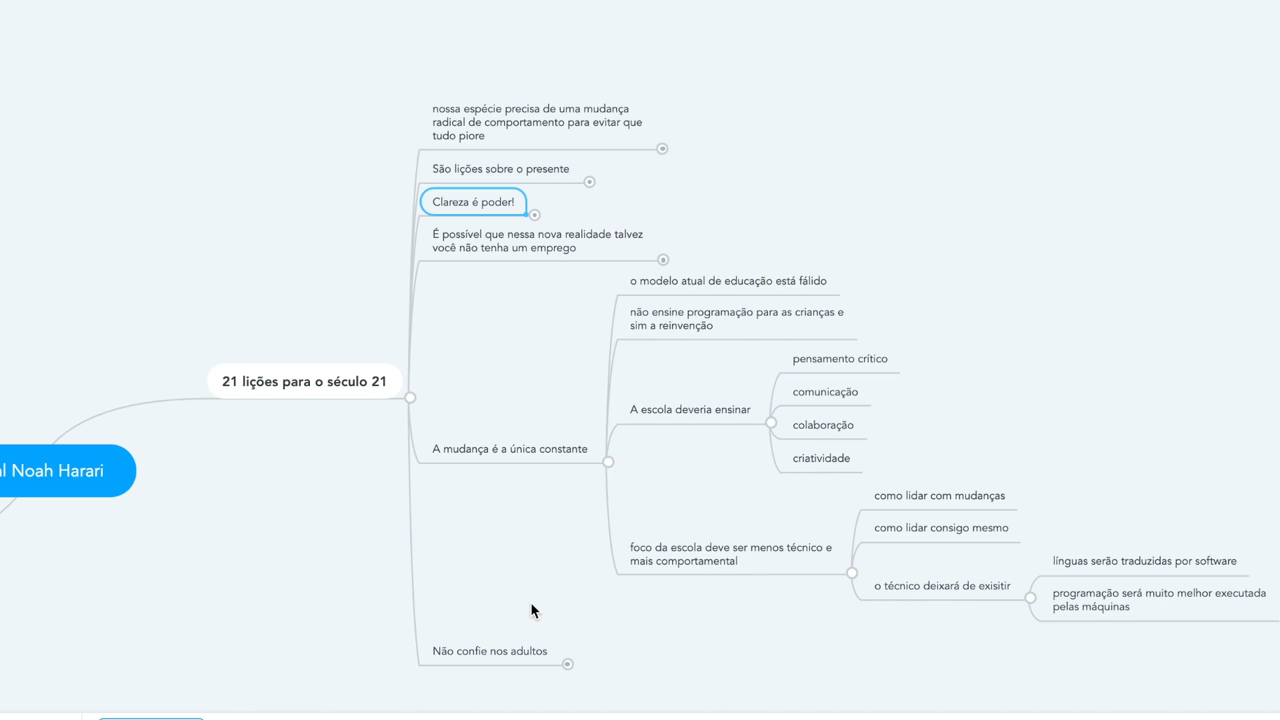 nossa espécie precisa de uma mudança
radical de comportamento para evitar que
tudo piore
São lições sobre o presente
Clareza é poder!
É possível que nessa nova realidade talvez
você não tenha um emprego
o modelo atual de educação está fálido
não ensine programação para as crianças e
sim a reinvenção
pensamento crítico
comunicação
21 lições para o século 21
A escola deveria ensinar
colaboração
A mudança é a única constante
criatividade
l Noah Harari
como lidar com mudanças
como lidar consigo mesmo
foco da escola deve ser menos técnico e
mais comportamental
línguas serão traduzidas por software
o técnico deixará de exisitir
programação será muito melhor executada
pelas máquinas
Não confie nos adultos